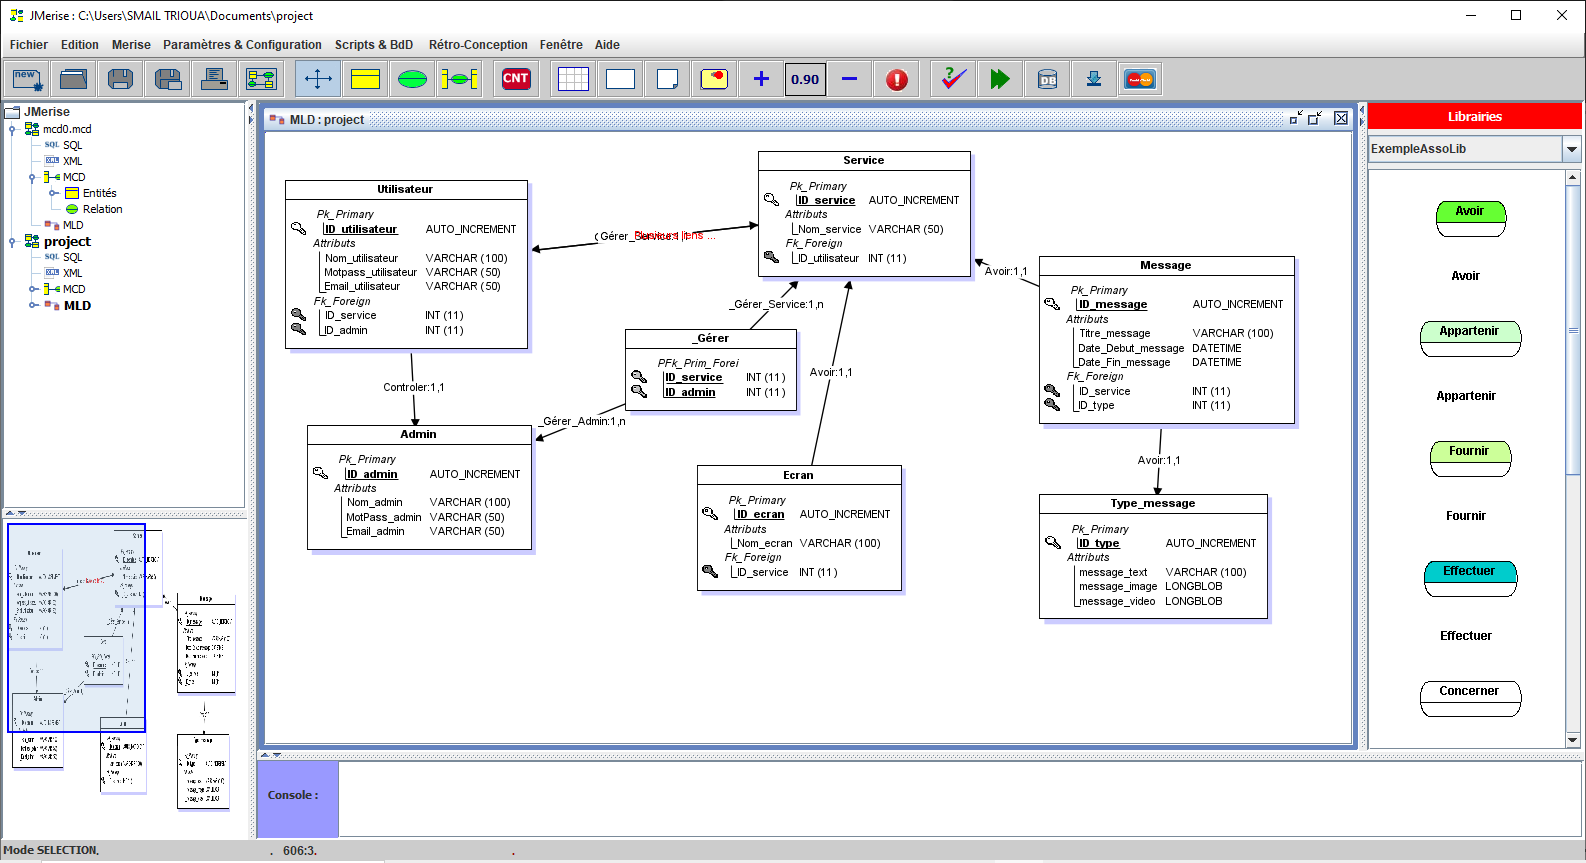 JMerise : C:\Users\SMAIL TRIOUA\Documents\project
Fichier Edition Merise Paramètres & Configuration Scripts & BdD Rétro-Conception Fenêtre Aide
new CNT 0.90 DB
JMerise
mcd0.mcd
SQL SQL
XML XML
MCD
Entités
Relation
MLD
project
SQL SQL
XML XML
MCD
MLD
MLD : project
Utilisateur
Pk_Primary
ID_utilisateur AUTO_INCREMENT
Attributs
Nom_utilisateur VARCHAR (100)
Motpass_utilisateur VARCHAR (50)
Email_utilisateur VARCHAR (50)
Fk_Foreign
ID_service INT (11)
ID_admin INT (11)
Service
Pk_Primary
ID_service AUTO_INCREMENT
Attributs
Nom_service VARCHAR (50)
Fk_Foreign
ID_utilisateur INT (11)
Plusieurs liens ...
Avoir:1,1
Message
Pk_Primary
ID_message AUTO_INCREMENT
Attributs
Titre_message VARCHAR (100)
Date_Debut_message DATETIME
Date_Fin_message DATETIME
Fk_Foreign
ID_service INT (11)
ID_type INT (11)
_Gérer_Service:1,n
_Gérer
PFk_Prim_Forei
ID_service INT (11)
ID_admin INT (11)
Controler:1,1
Avoir:1,1
_Gérer_Admin:1,n
Admin
Pk_Primary
ID_admin AUTO_INCREMENT
Attributs
Nom_admin VARCHAR (100)
MotPass_admin VARCHAR (50)
Email_admin VARCHAR (50)
Ecran
Pk_Primary
ID_ecran AUTO_INCREMENT
Attributs
Nom_ecran VARCHAR (100)
Fk_Foreign
ID_service INT (11)
Avoir:1,1
Type_message
Pk_Primary
ID_type AUTO_INCREMENT
Attributs
message_text VARCHAR (100)
message_image LONGBLOB
message_video LONGBLOB
Librairies
ExempleAssoLib
Avoir
Avoir
Appartenir
Appartenir
Fournir
Fournir
Effectuer
Effectuer
Concerner
Console :
Mode SELECTION. . 606:3. .